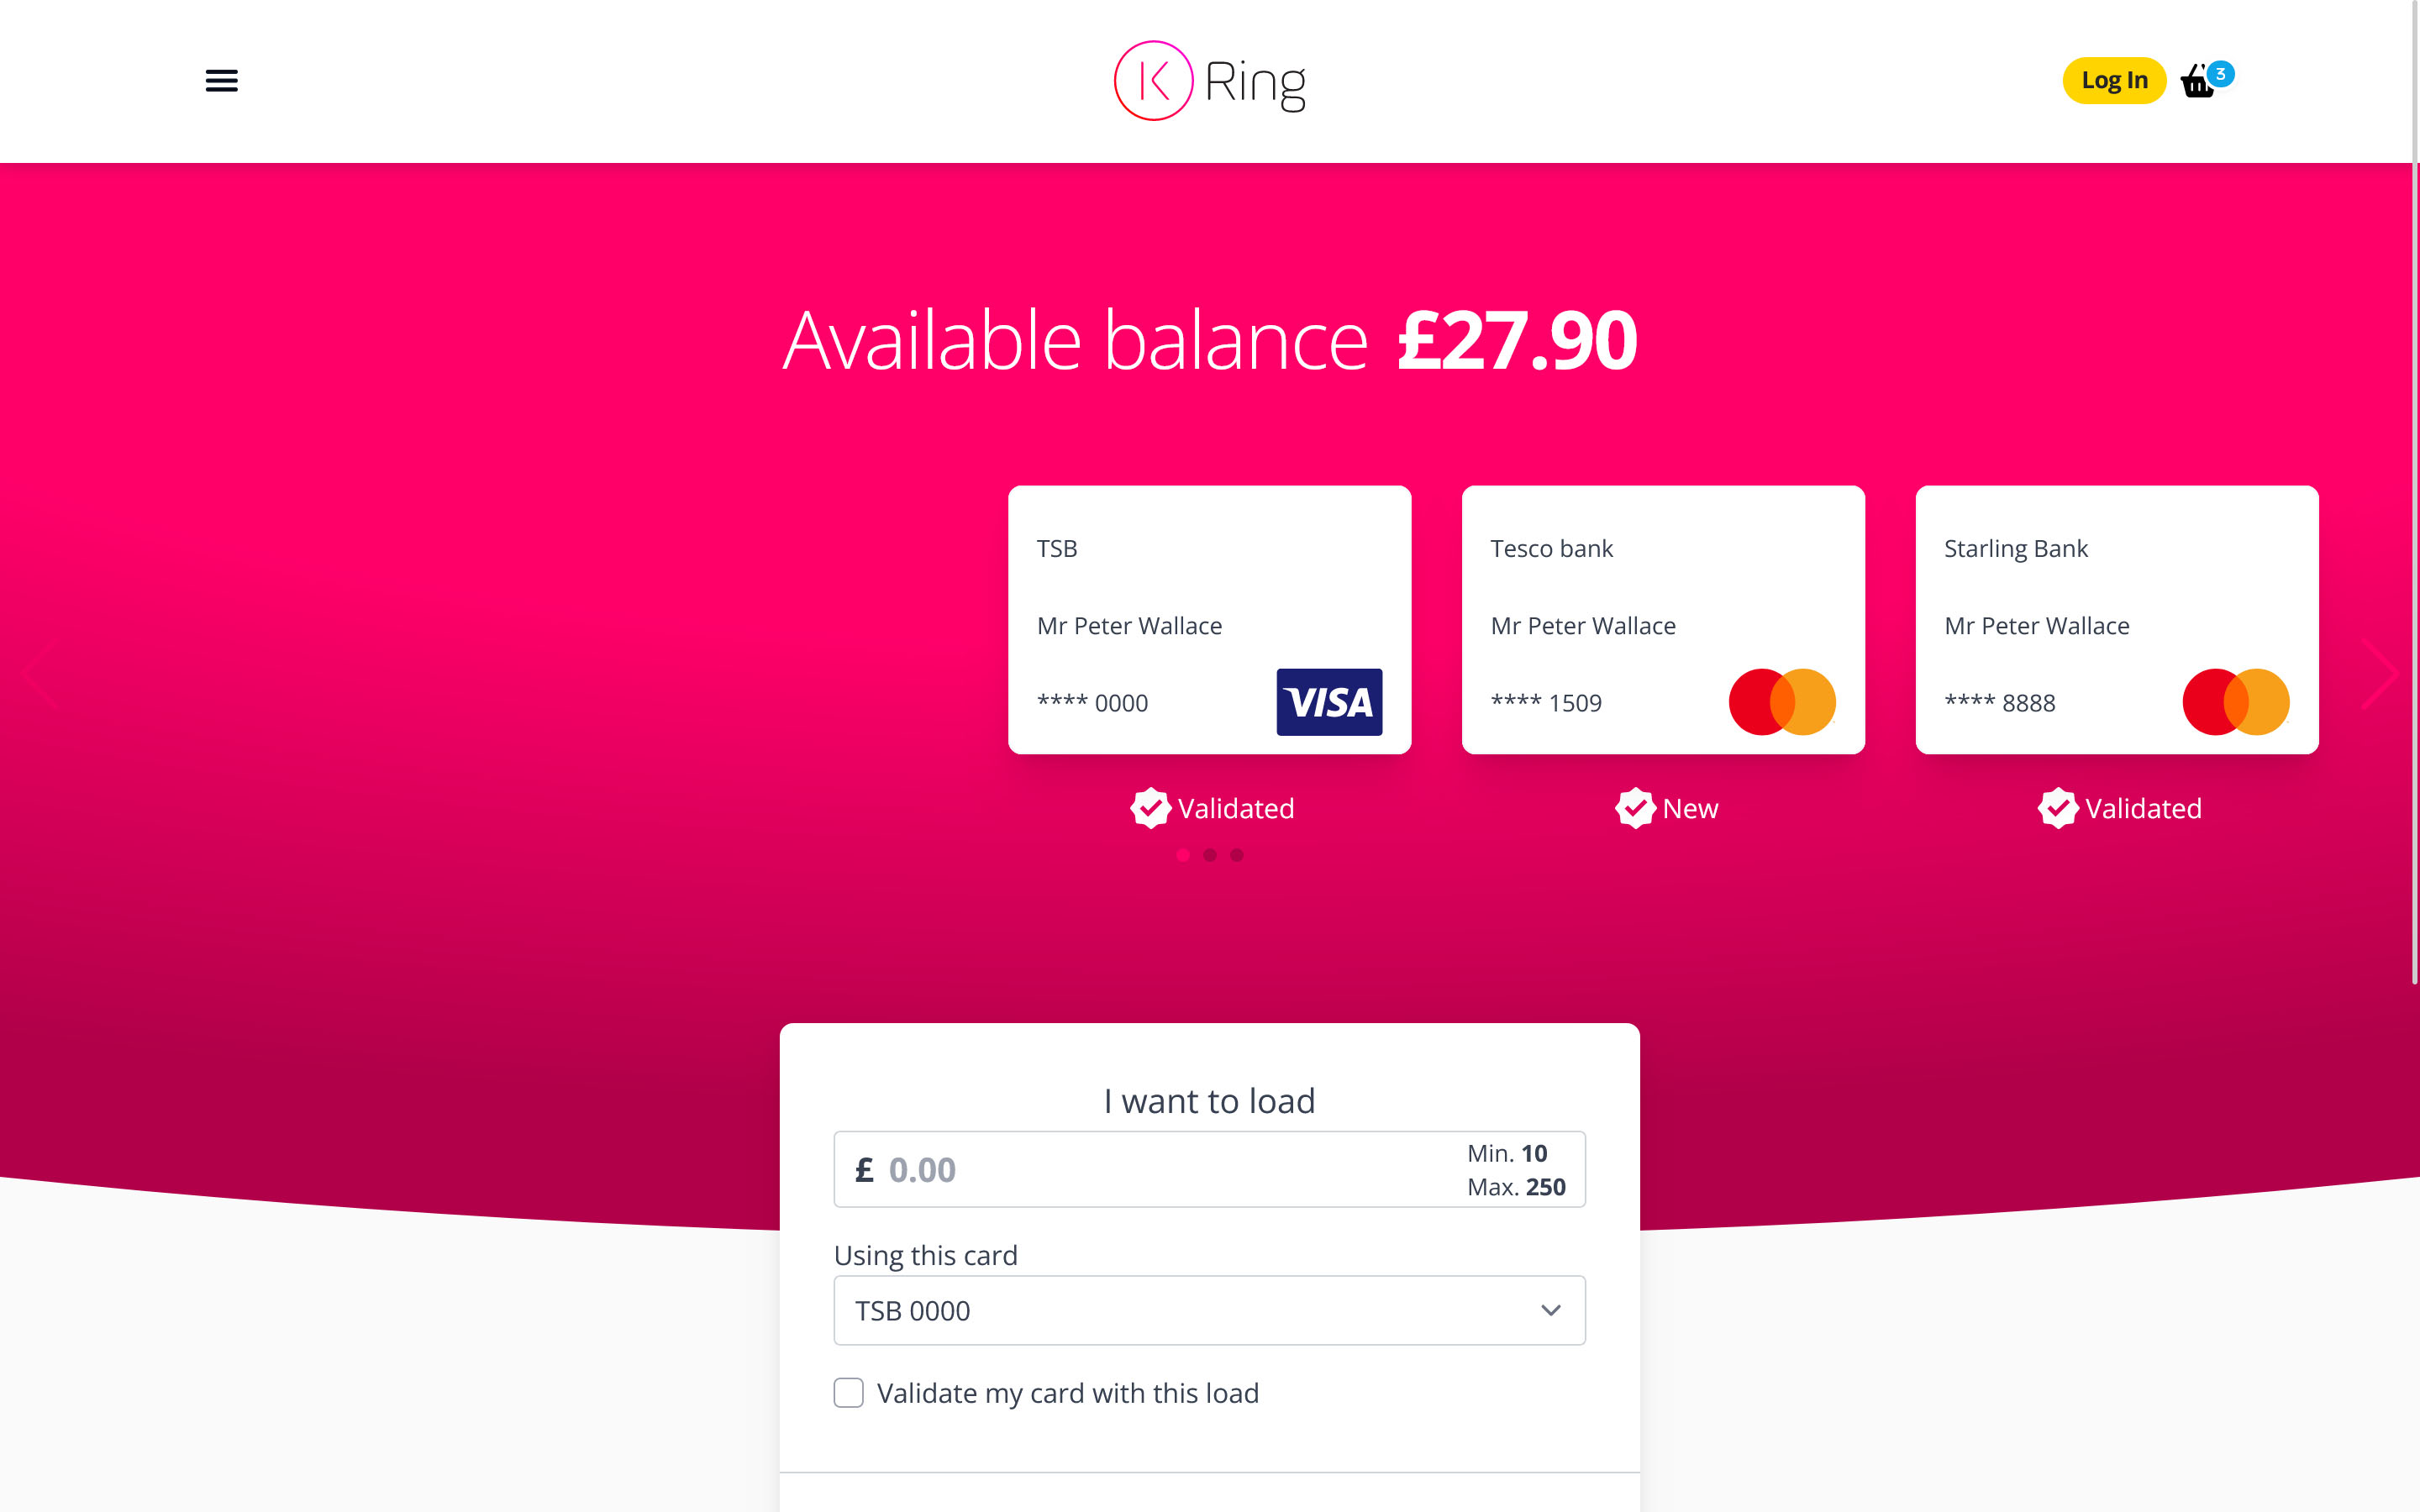 K Ring
Log In
3
Available balance £27.90
TSB
Mr Peter Wallace
**** 0000
VISA
Validated
Tesco bank
Mr Peter Wallace
**** 1509
New
Starling Bank
Mr Peter Wallace
**** 8888
Validated
I want to load
£ 0.00
Min. 10
Max. 250
Using this card
TSB 0000
Validate my card with this load